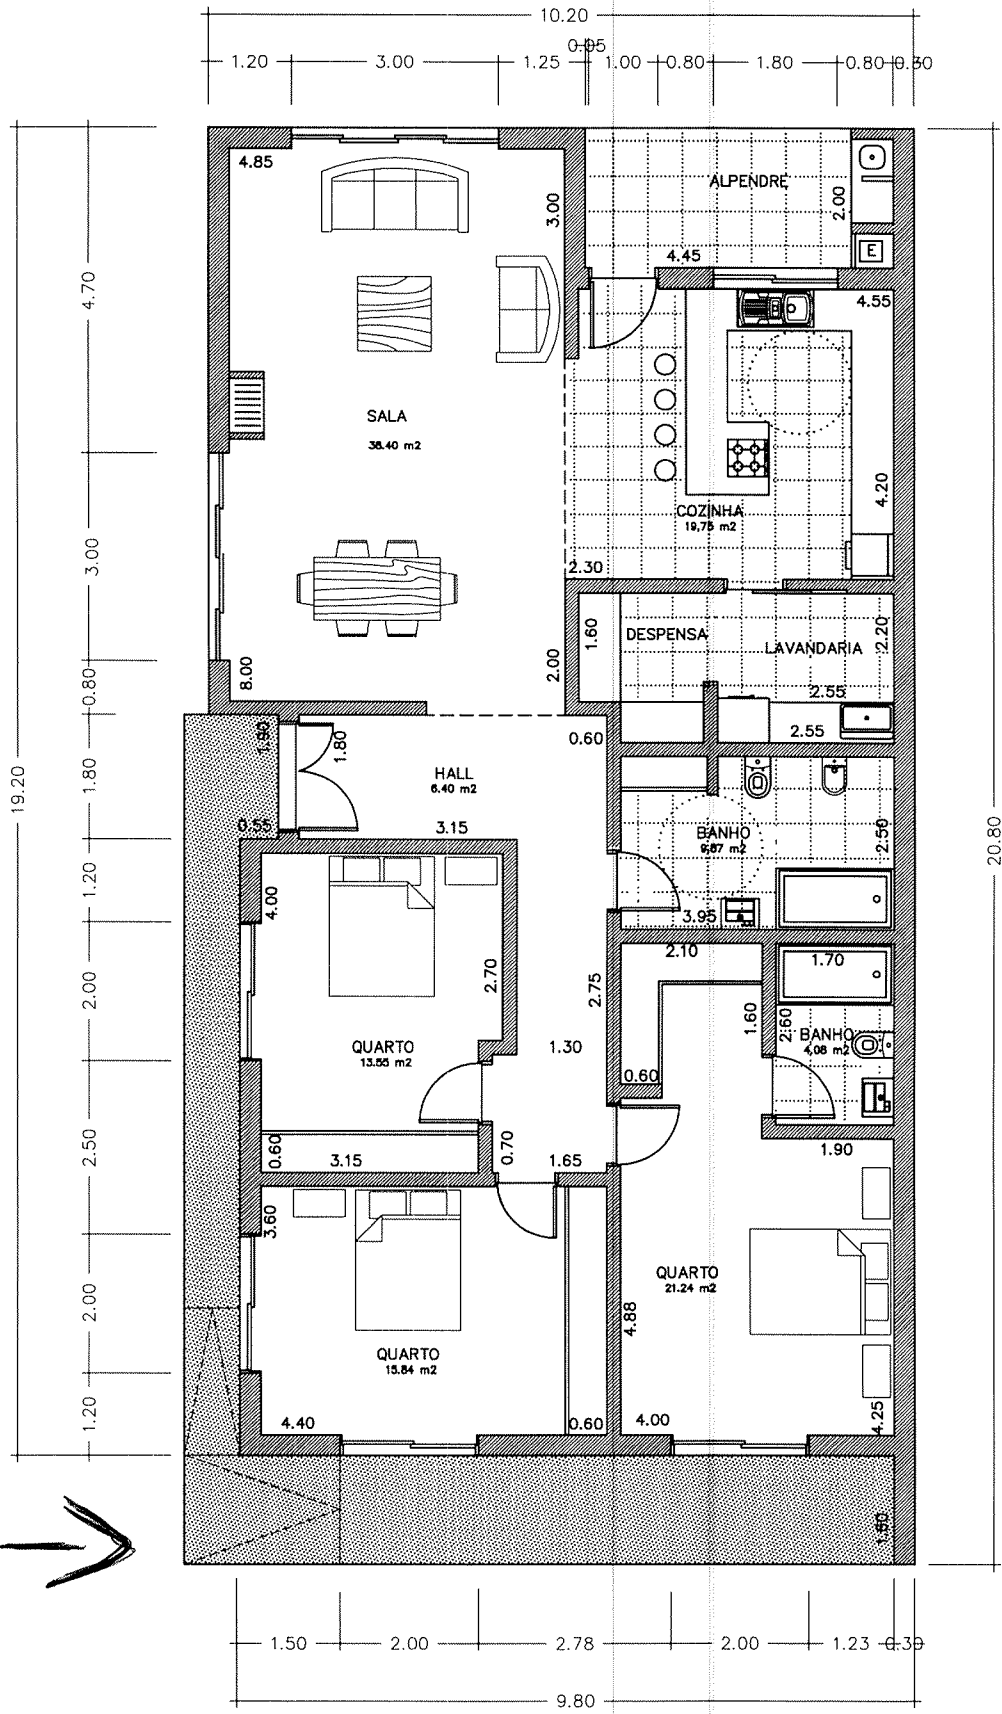 10.20
0.05
1.20 3.00 1.25 1.00 0.80 1.80 0.80 0.30
4.85
ALPENDRE
3.00
2.00
E
4.45
4.55
4.70
SALA
38.40 m2
4.20
COZINHA
19,75 m2
3.00
2.30
1.60
DESPENSA
LAVANDARIA
2.20
8.00
2.00
2.55
0.80
2.55
1.90
1.80
0.60
HALL
6.40 m2
1.80
19.20
0.55
3.15
BANHO
9,87 m2
2.50
20.80
1.20
4.00
3.95
2.10
1.70
2.70
2.75
2.00
1.60
2.60
BANHO
4,08 m2
QUARTO
13.55 m2
1.30
0.60
2.50
0.60
3.15
0.70
1.65
1.90
3.60
QUARTO
21.24 m2
2.00
4.88
QUARTO
15.84 m2
1.20
4.40
0.60
4.00
4.25
1.50
1.50 2.00 2.78 2.00 1.23 0.30
9.80